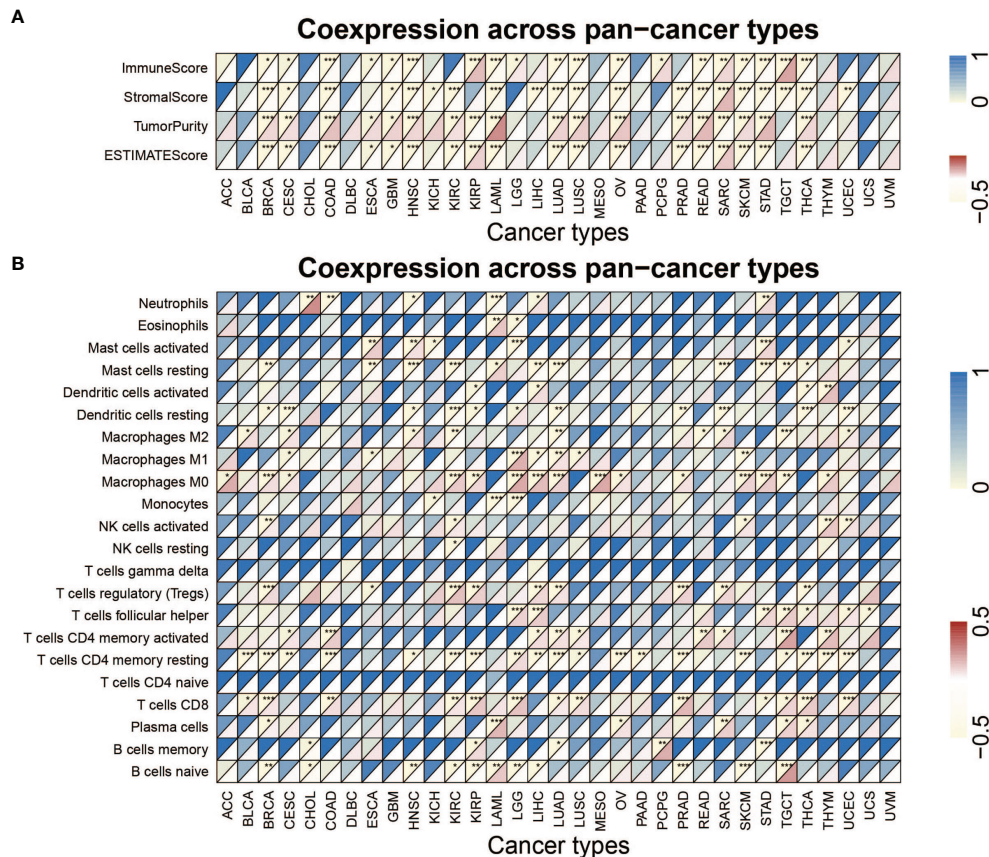 A
Coexpression across pan−cancer types
ImmuneScore
StromalScore
TumorPurity
ESTIMATEScore
ACC
BLCA
BRCA
CESC
CHOL
COAD
DLBC
ESCA
GBM
HNSC
KICH
KIRC
KIRP
LAML
LGG
LIHC
LUAD
LUSC
MESO
OV
PAAD
PCPG
PRAD
READ
SARC
SKCM
STAD
TGCT
THCA
THYM
UCEC
UCS
UVM
Cancer types
1
0
−0.5
B
Coexpression across pan−cancer types
Neutrophils
Eosinophils
Mast cells activated
Mast cells resting
Dendritic cells activated
Dendritic cells resting
Macrophages M2
Macrophages M1
Macrophages M0
Monocytes
NK cells activated
NK cells resting
T cells gamma delta
T cells regulatory (Tregs)
T cells follicular helper
T cells CD4 memory activated
T cells CD4 memory resting
T cells CD4 naive
T cells CD8
Plasma cells
B cells memory
B cells naive
ACC
BLCA
BRCA
CESC
CHOL
COAD
DLBC
ESCA
GBM
HNSC
KICH
KIRC
KIRP
LAML
LGG
LIHC
LUAD
LUSC
MESO
OV
PAAD
PCPG
PRAD
READ
SARC
SKCM
STAD
TGCT
THCA
THYM
UCEC
UCS
UVM
Cancer types
1
0
0.5
−0.5